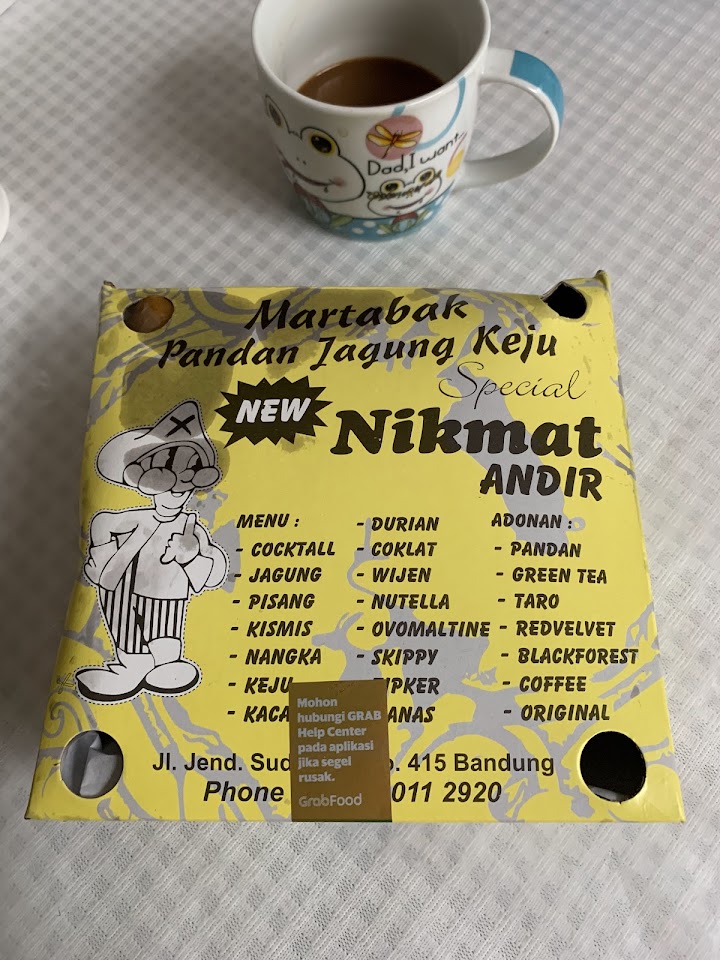 Dad, I want...
Martabak
Pandan Jagung Keju
Special
NEW
Nikmat
ANDIR
MENU :
- COCKTALL
- JAGUNG
- PISANG
- KISMIS
- NANGKA
- KEJU
- KACA
- DURIAN
- COKLAT
- WIJEN
- NUTELLA
- OVOMALTINE
- SKIPPY
IPKER
ANAS
ADONAN :
- PANDAN
- GREEN TEA
- TARO
- REDVELVET
- BLACKFOREST
- COFFEE
- ORIGINAL
Mohon
hubungi GRAB
Help Center
pada aplikasi
jika segel
rusak.
GrabFood
Jl. Jend. Sud o. 415 Bandung
Phone 011 2920